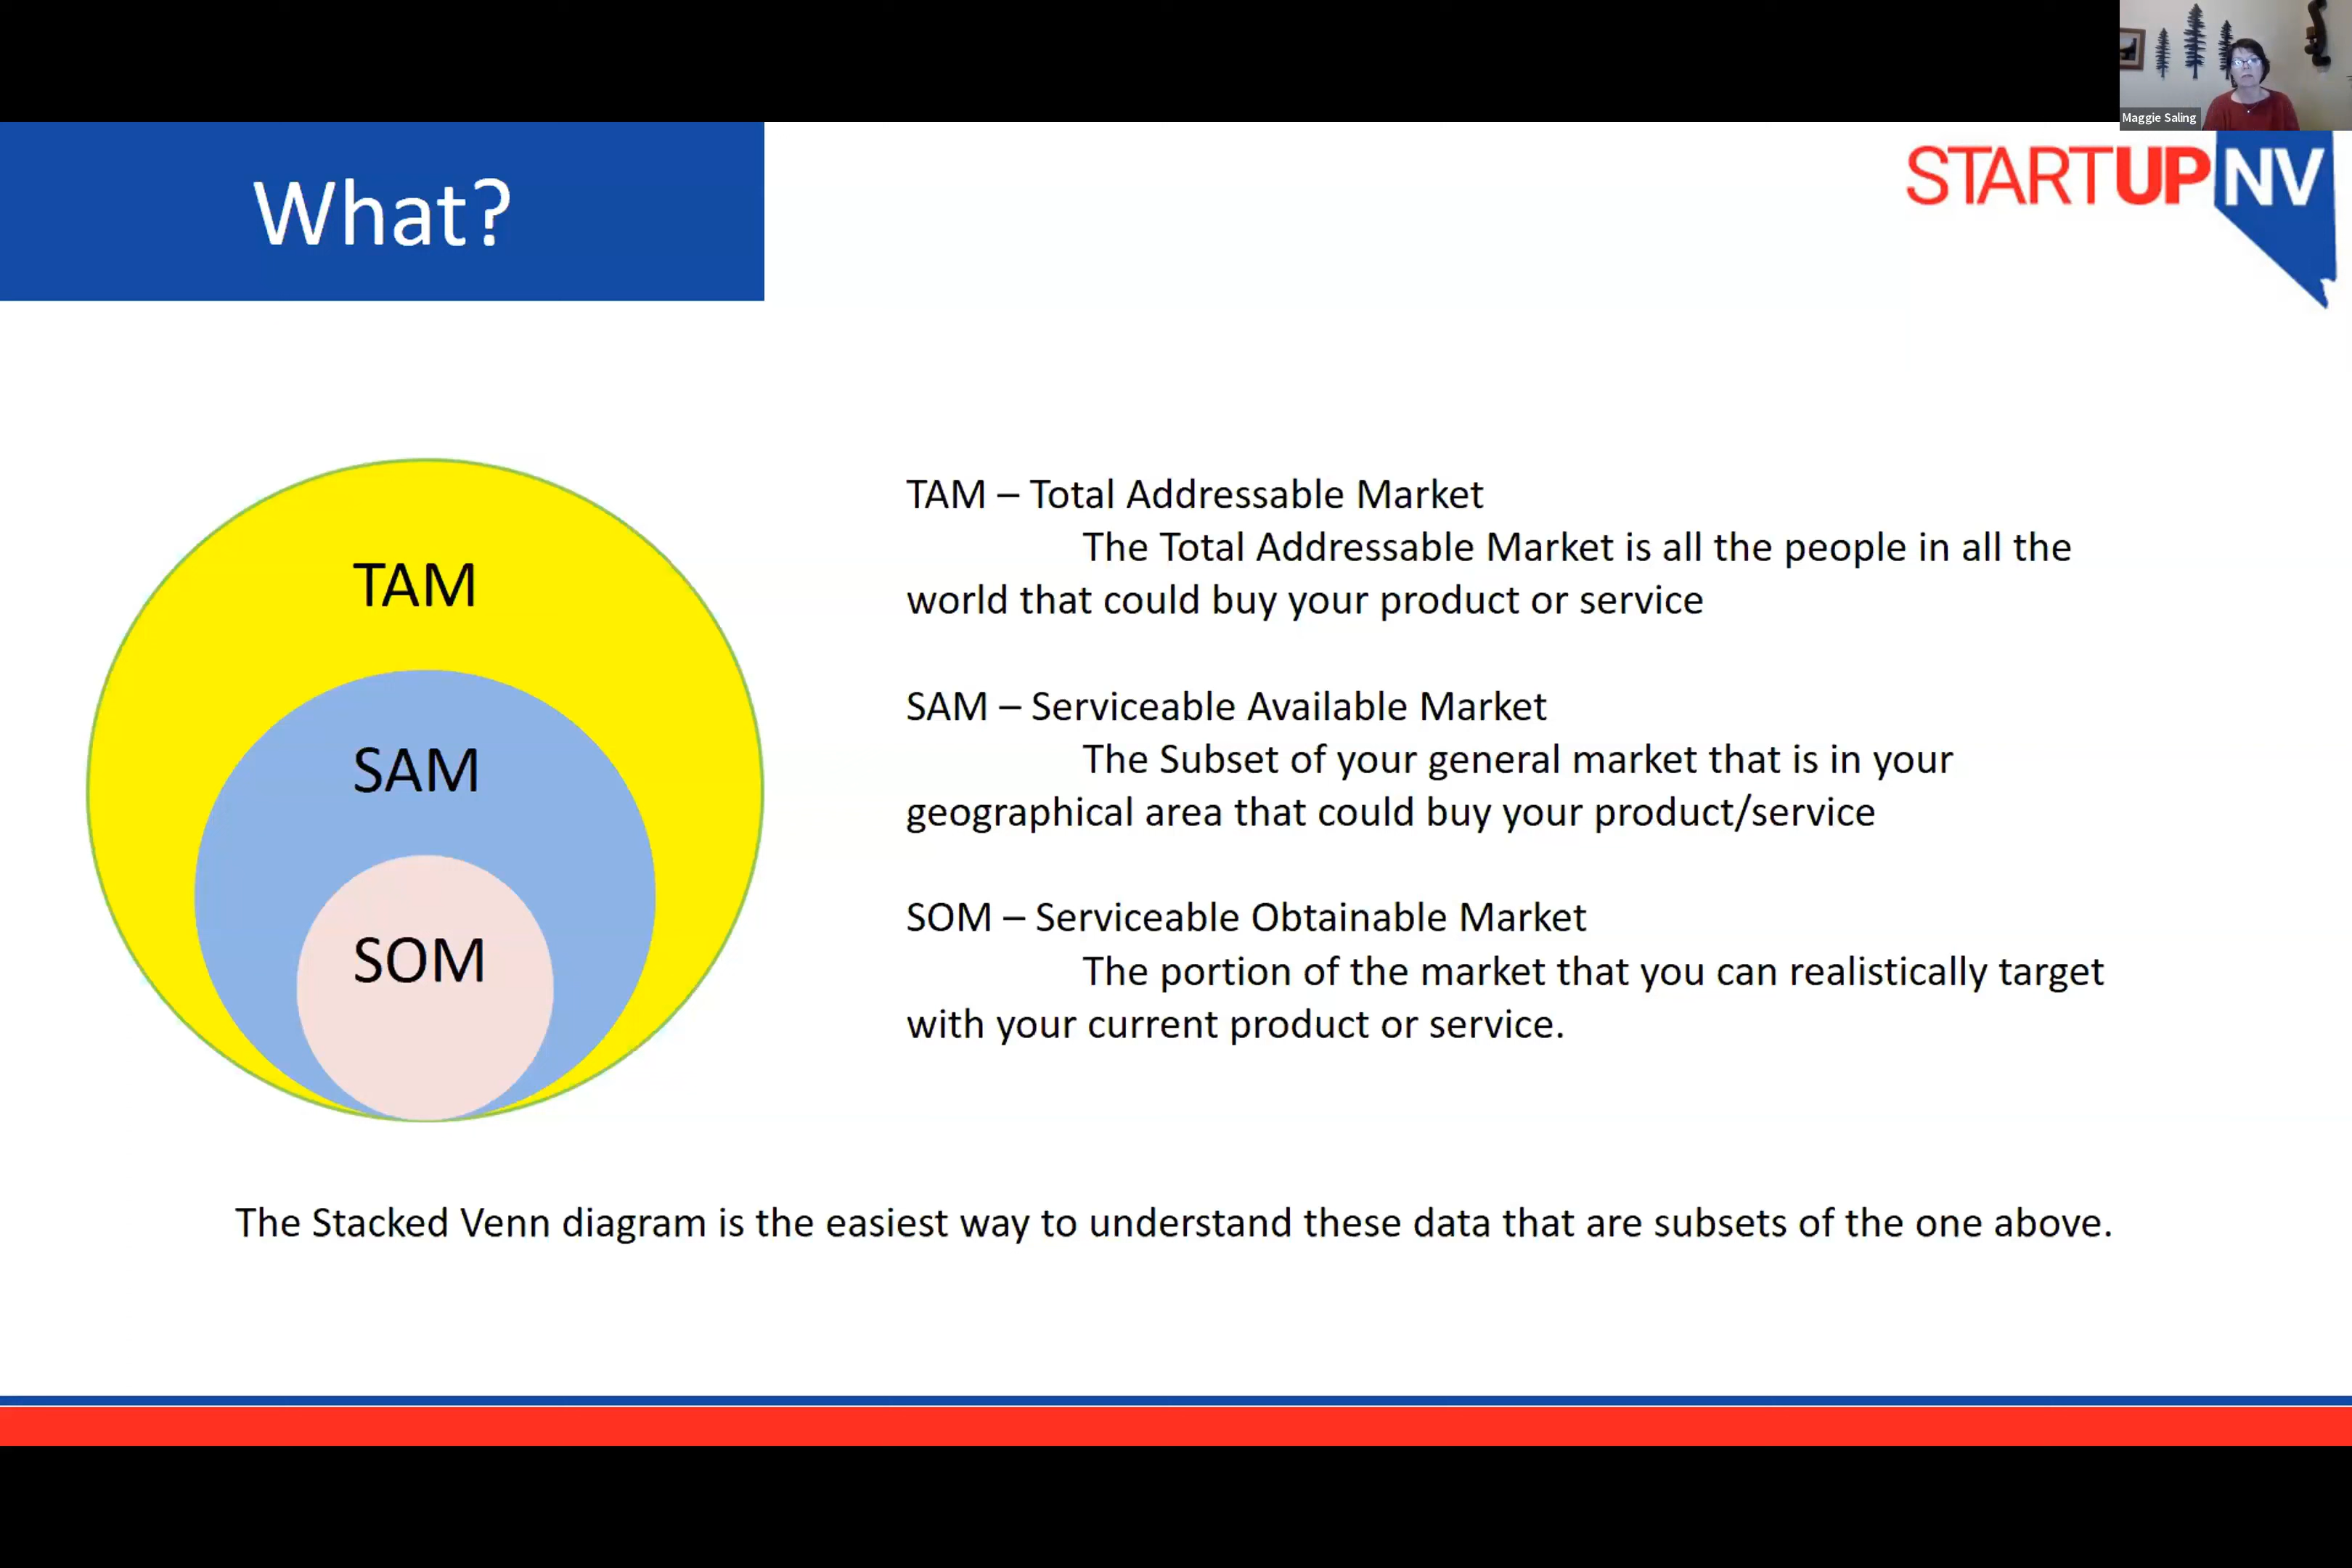 Maggie Saling
What?
STARTUPNV
TAM
SAM
SOM
TAM – Total Addressable Market
The Total Addressable Market is all the people in all the
world that could buy your product or service
SAM – Serviceable Available Market
The Subset of your general market that is in your
geographical area that could buy your product/service
SOM – Serviceable Obtainable Market
The portion of the market that you can realistically target
with your current product or service.
The Stacked Venn diagram is the easiest way to understand these data that are subsets of the one above.